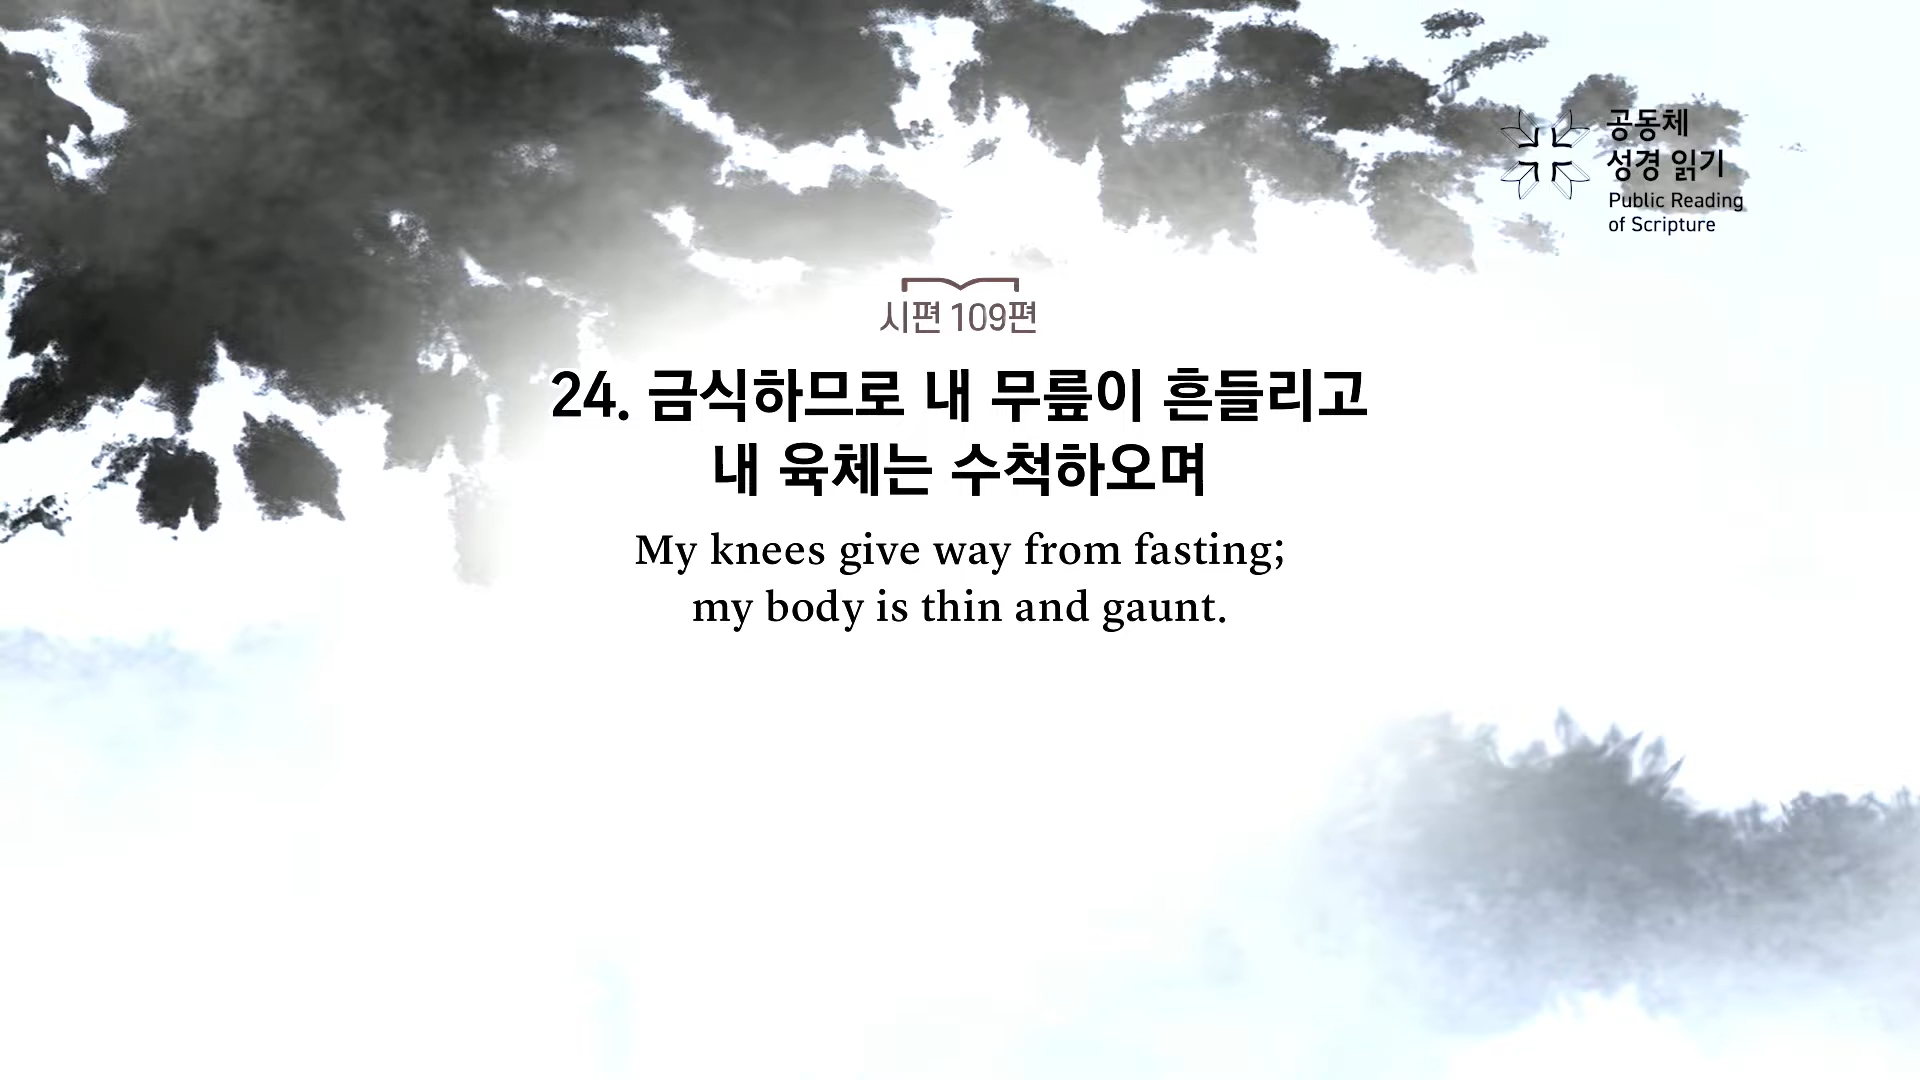 공동체
성경 읽기
Public Reading
of Scripture
시편 109편
24. 금식하므로 내 무릎이 흔들리고
내 육체는 수척하오며
My knees give way from fasting;
my body is thin and gaunt.